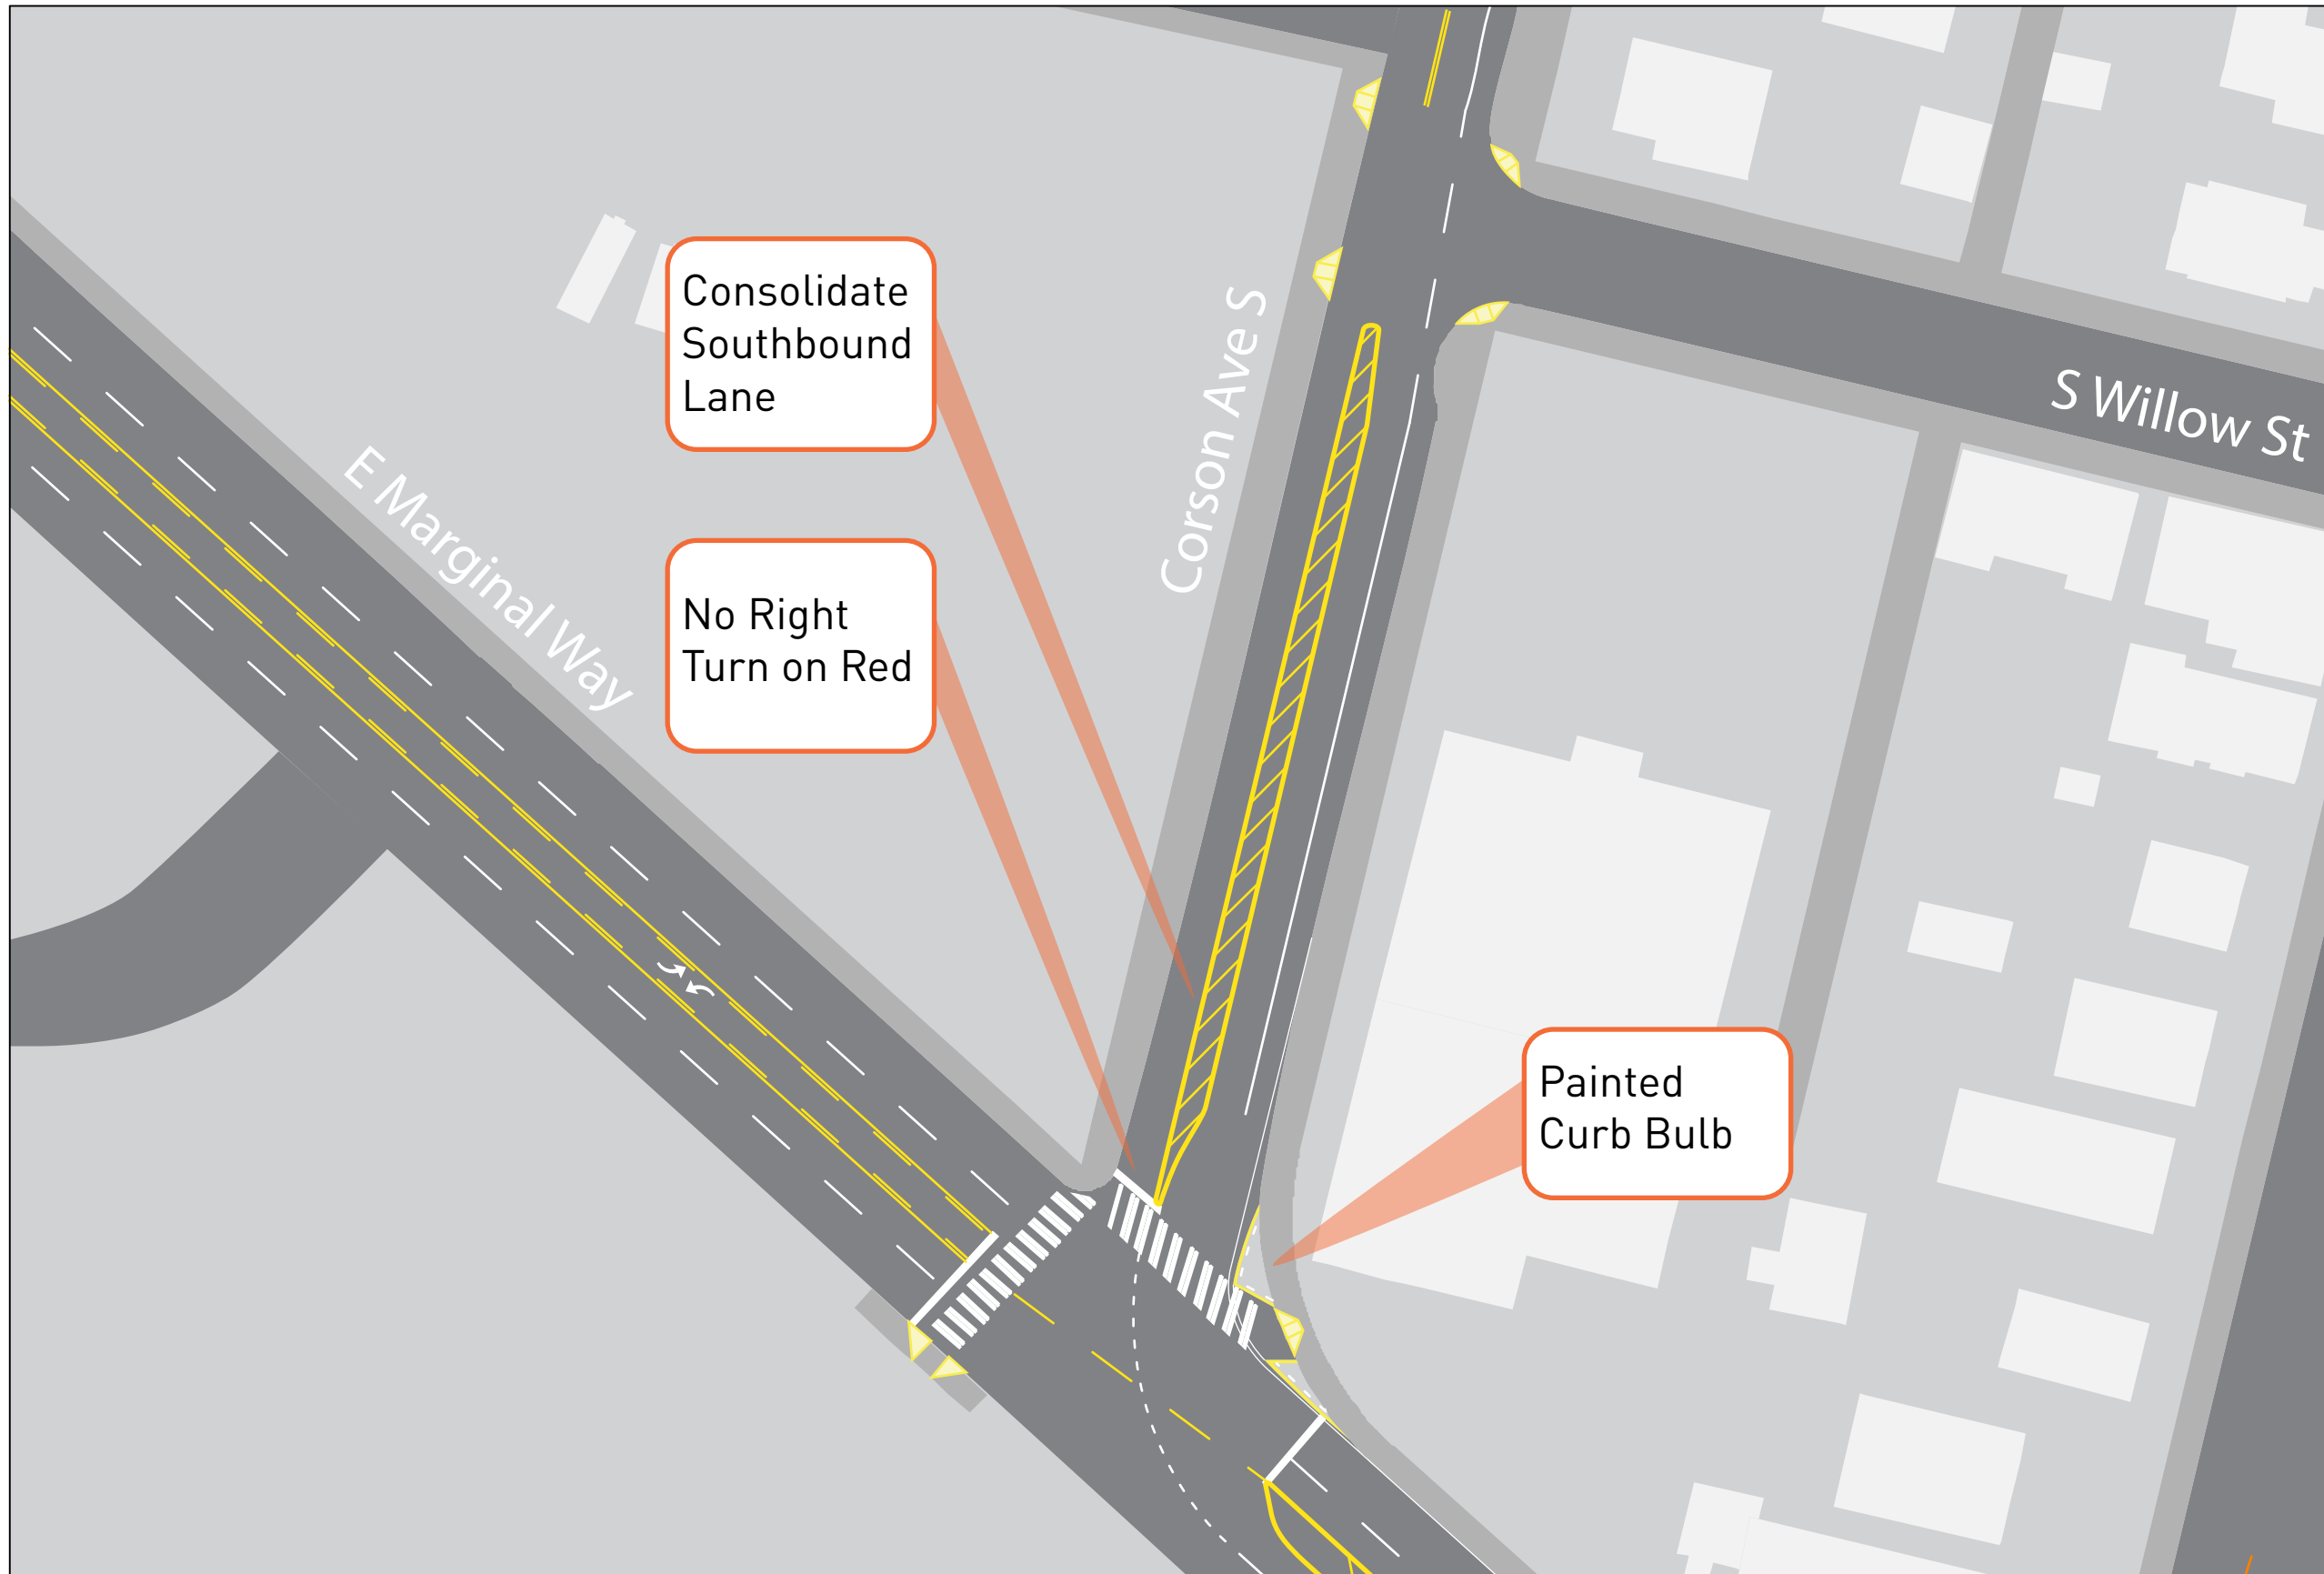 Consolidate
Southbound
Lane
Corson Ave S
S Willow St
E Marginal Way
No Right
Turn on Red
Painted
Curb Bulb